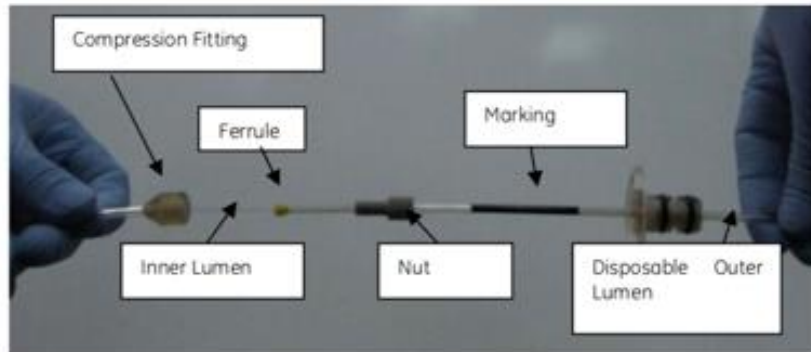 Compression Fitting
Ferrule
Marking
Inner Lumen
Nut
Disposable Outer
Lumen